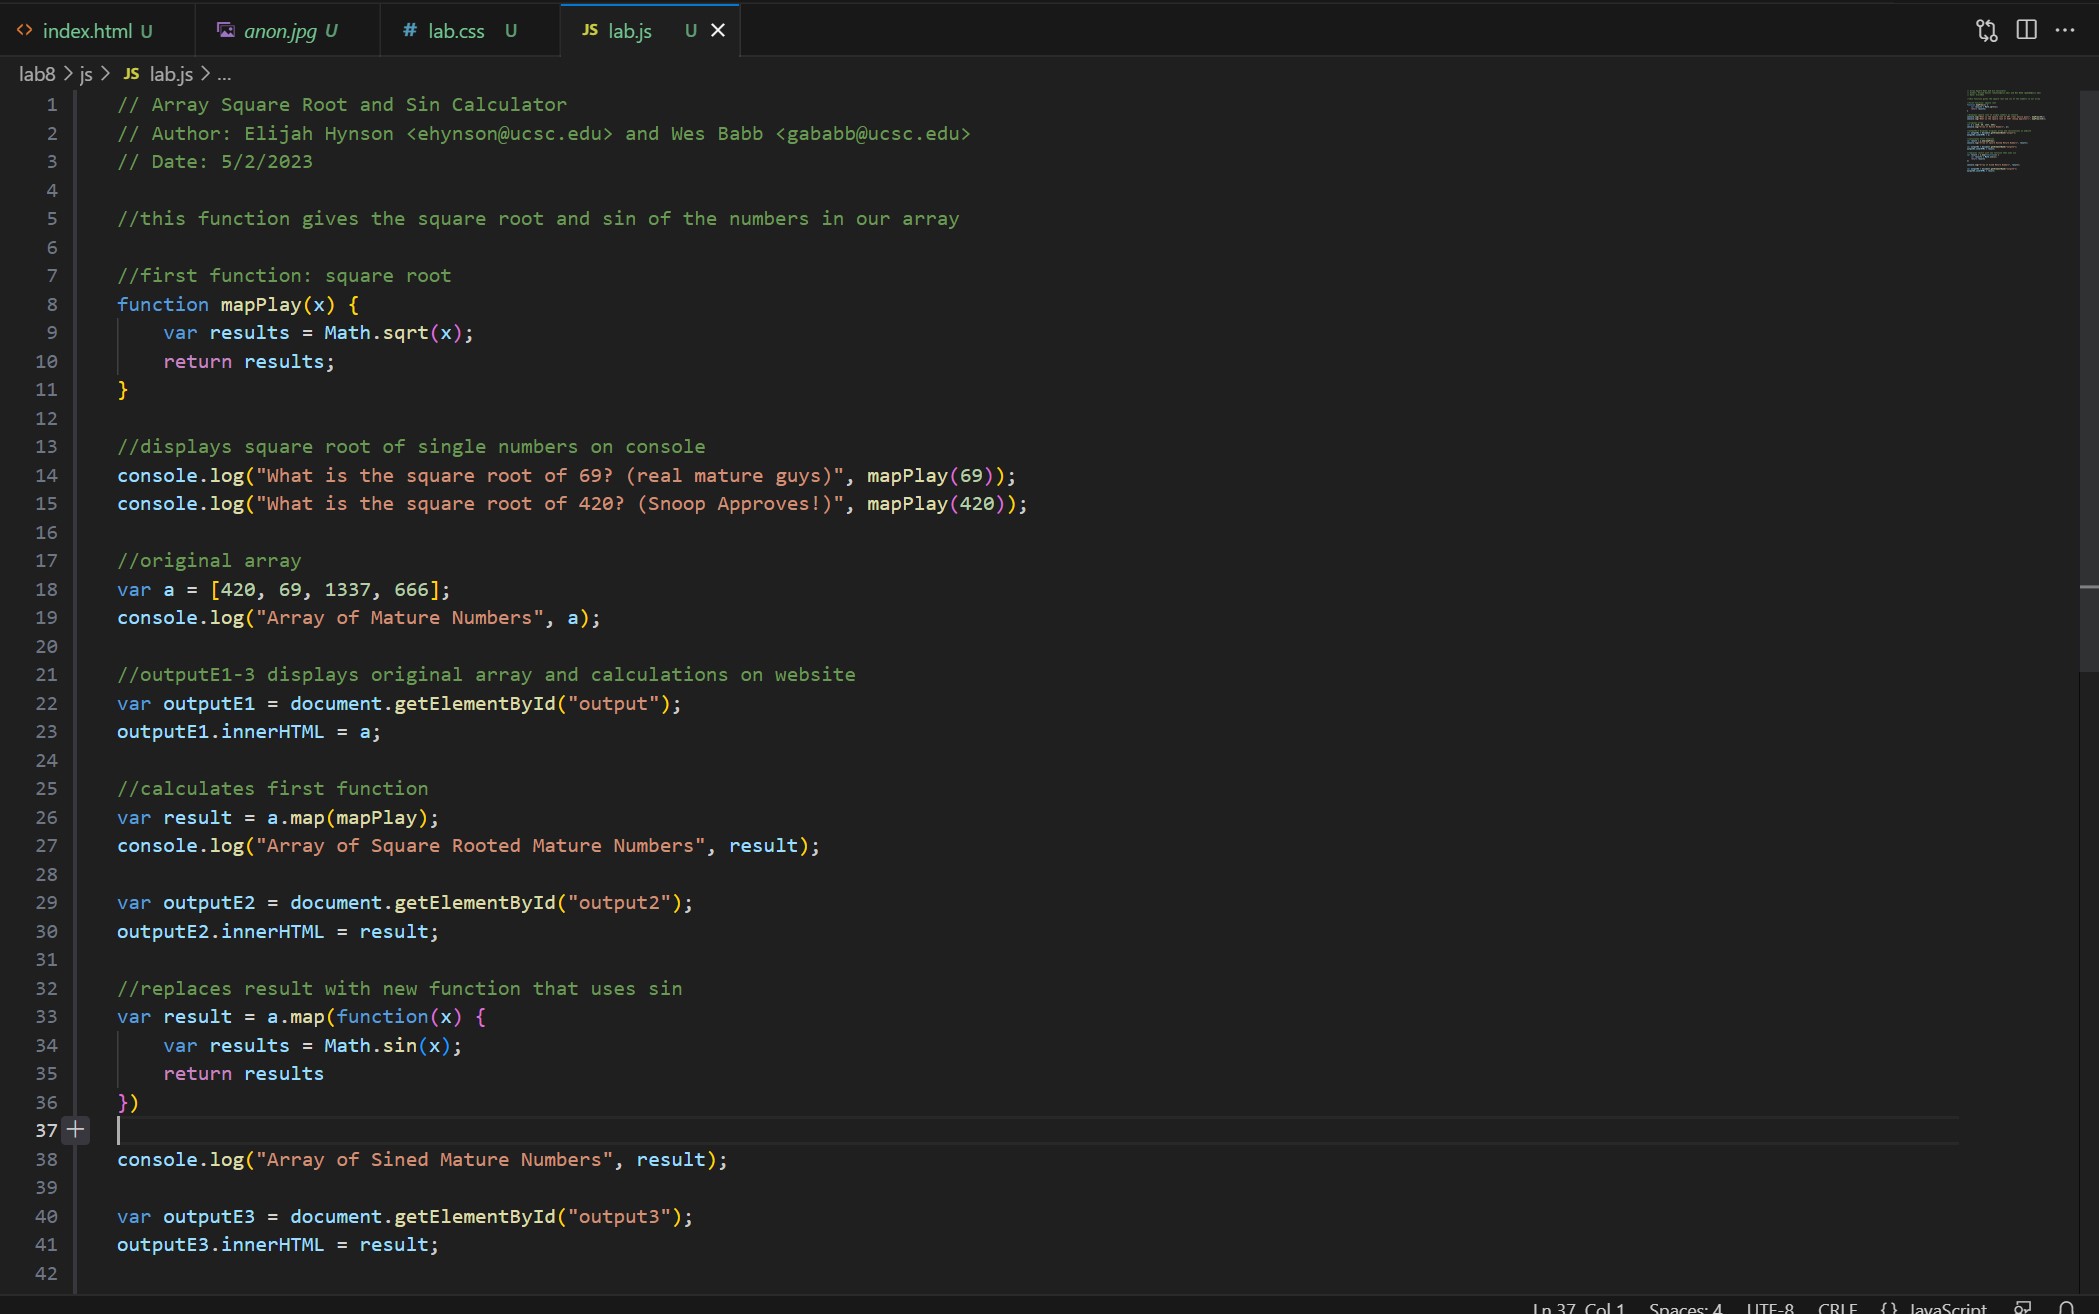 index.html U
anon.jpg U
# lab.css U
JS lab.js U
lab8 > js > JS lab.js > ...
1 // Array Square Root and Sin Calculator
2 // Author: Elijah Hynson <ehynson@ucsc.edu> and Wes Babb <gababb@ucsc.edu>
3 // Date: 5/2/2023
4
5 //this function gives the square root and sin of the numbers in our array
6
7 //first function: square root
8 function mapPlay(x) {
9     var results = Math.sqrt(x);
10     return results;
11 }
12
13 //displays square root of single numbers on console
14 console.log("What is the square root of 69? (real mature guys)", mapPlay(69));
15 console.log("What is the square root of 420? (Snoop Approves!)", mapPlay(420));
16
17 //original array
18 var a = [420, 69, 1337, 666];
19 console.log("Array of Mature Numbers", a);
20
21 //outputE1-3 displays original array and calculations on website
22 var outputE1 = document.getElementById("output");
23 outputE1.innerHTML = a;
24
25 //calculates first function
26 var result = a.map(mapPlay);
27 console.log("Array of Square Rooted Mature Numbers", result);
28
29 var outputE2 = document.getElementById("output2");
30 outputE2.innerHTML = result;
31
32 //replaces result with new function that uses sin
33 var result = a.map(function(x) {
34     var results = Math.sin(x);
35     return results
36 })
37
38 console.log("Array of Sined Mature Numbers", result);
39
40 var outputE3 = document.getElementById("output3");
41 outputE3.innerHTML = result;
42
Ln 37, Col 1 Spaces: 4 UTF-8 CRLF {} JavaScript